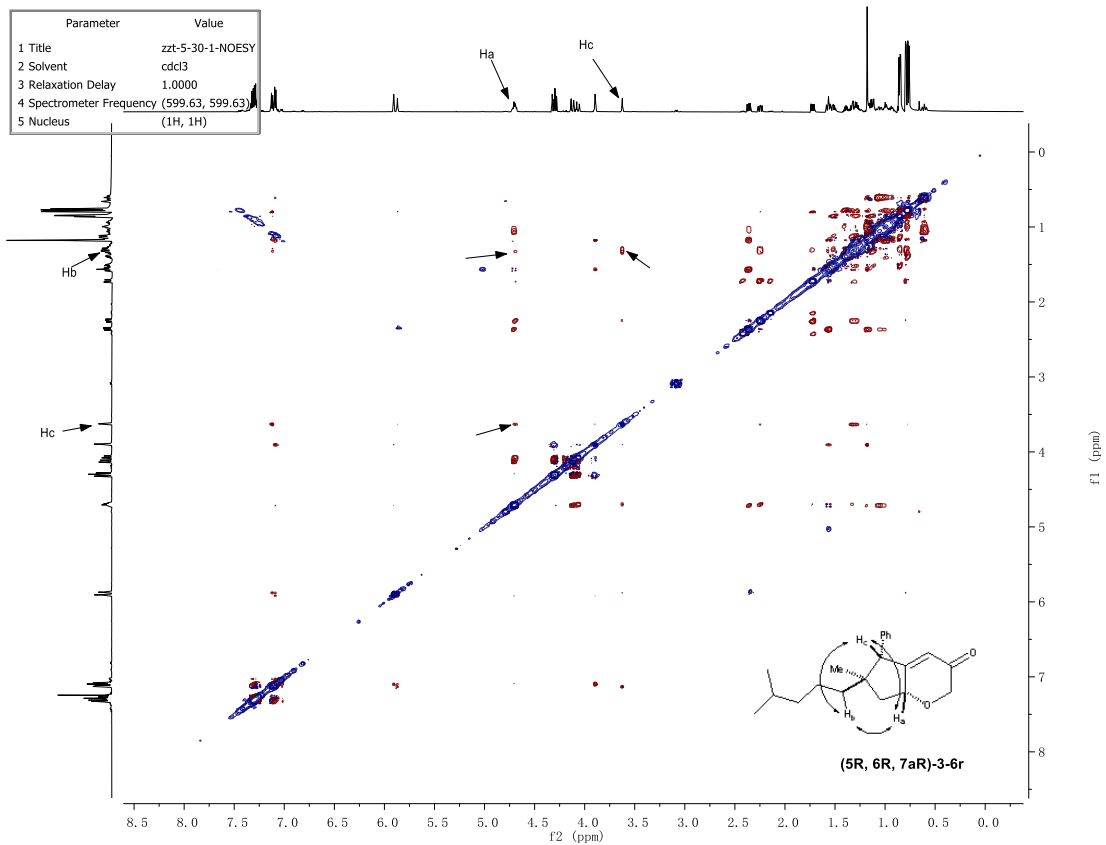 Parameter Value
1 Title zzt-5-30-1-NOESY
2 Solvent cdcl3
3 Relaxation Delay 1.0000
4 Spectrometer Frequency (599.63, 599.63)
5 Nucleus (1H, 1H)
Ha
Hc
Hb
Hc
0
1
2
3
4
5
6
7
8
f1 (ppm)
Ph
Hc
O
Me
O
Hb
Ha
(5R, 6R, 7aR)-3-6r
8.5 8.0 7.5 7.0 6.5 6.0 5.5 5.0 4.5 4.0 3.5 3.0 2.5 2.0 1.5 1.0 0.5 0.0
f2 (ppm)